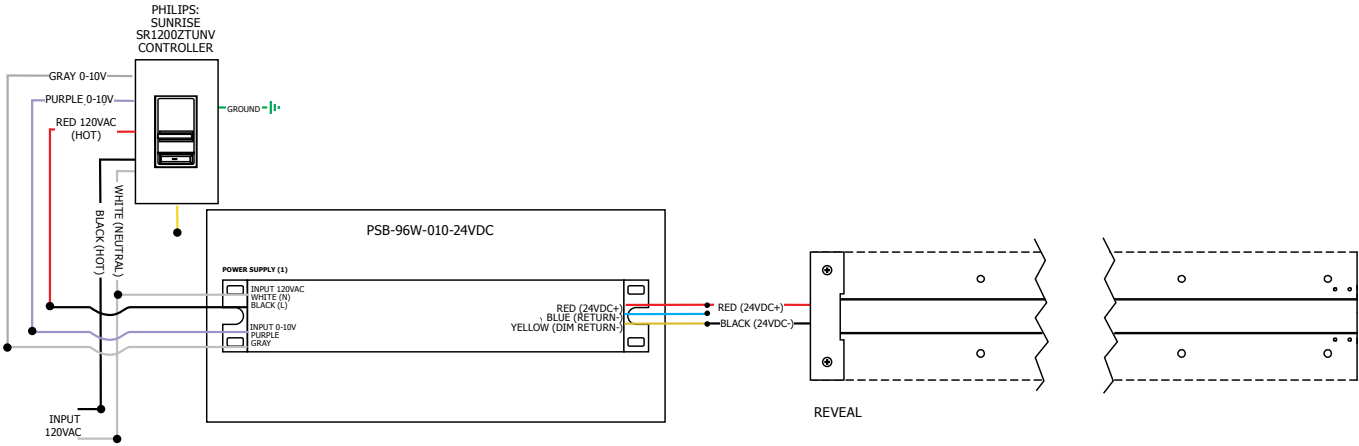 PHILIPS:
SUNRISE
SR1200ZTUNV
CONTROLLER
GRAY 0-10V
PURPLE 0-10V
RED 120VAC
(HOT)
GROUND
WHITE (NEUTRAL)
BLACK (HOT)
PSB-96W-010-24VDC
POWER SUPPLY (1)
INPUT 120VAC
WHITE (N)
BLACK (L)
INPUT 0-10V
PURPLE
GRAY
RED (24VDC+)
BLUE (RETURN-)
YELLOW (DIM RETURN-)
RED (24VDC+)
BLACK (24VDC-)
INPUT
120VAC
REVEAL